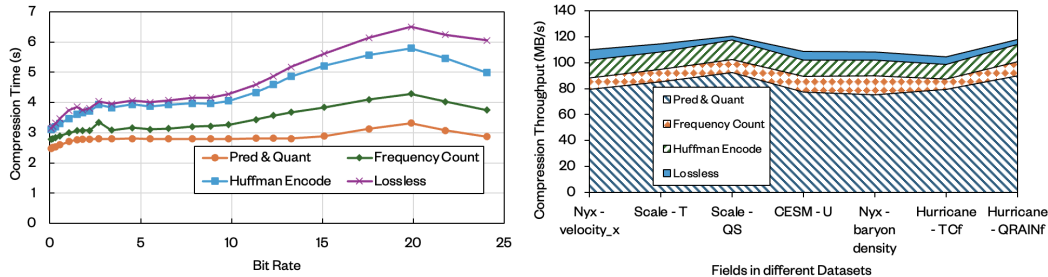 7
6
5
4
3
2
1
0
Compression Time (s)
Pred & Quant
Frequency Count
Huffman Encode
Lossless
0
5
10
15
20
25
Bit Rate
140
120
100
80
60
40
20
0
Compression Throughput (MB/s)
Pred & Quant
Frequency Count
Huffman Encode
Lossless
Nyx -
velocity_x
Scale - T
Scale -
QS
CESM - U
Nyx -
baryon
density
Hurricane
- TCf
Hurricane
- QRAINf
Fields in different Datasets